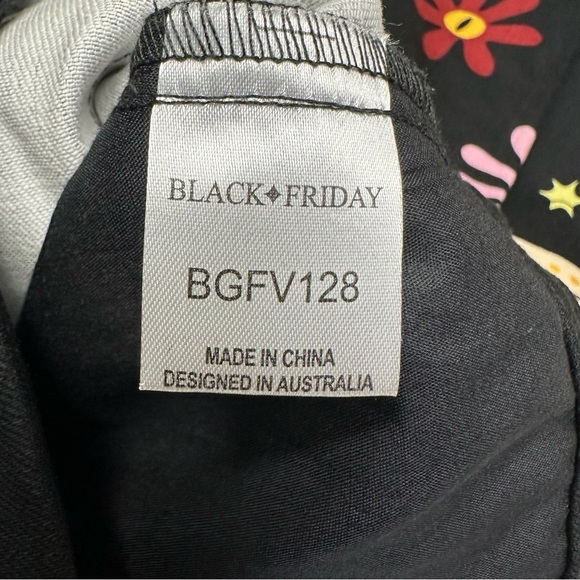 BLACK✦FRIDAY
BGFV128
MADE IN CHINA
DESIGNED IN AUSTRALIA